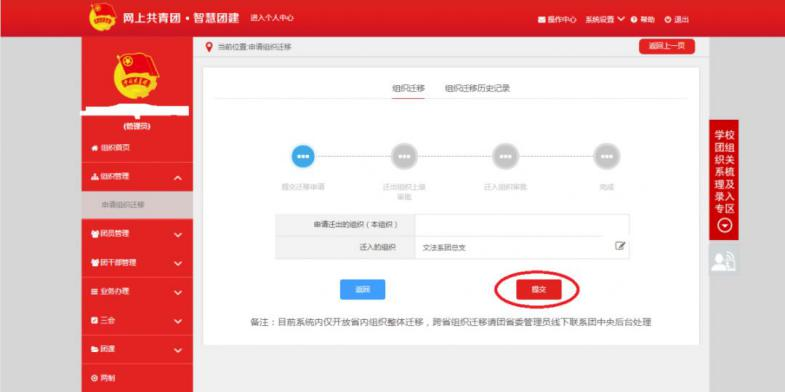 网上共青团·智慧团建 进入个人中心 操作中心 系统设置 帮助 退出
当前位置:申请组织迁移 返回上一页
(管理员)
组织首页
组织管理
申请组织迁移
团员管理
团干部管理
业务办理
三会
团课
网制
组织迁移 组织迁移历史记录
提交迁移申请 迁出组织上级审批 迁入组织审批 完成
申请迁出的组织(本组织)
迁入的组织 文法系团总支
返回 提交
备注:目前系统内仅开放省内组织整体迁移,跨省组织迁移请团省委管理员线下联系团中央后台处理
学校团组织关系梳理及录入专区